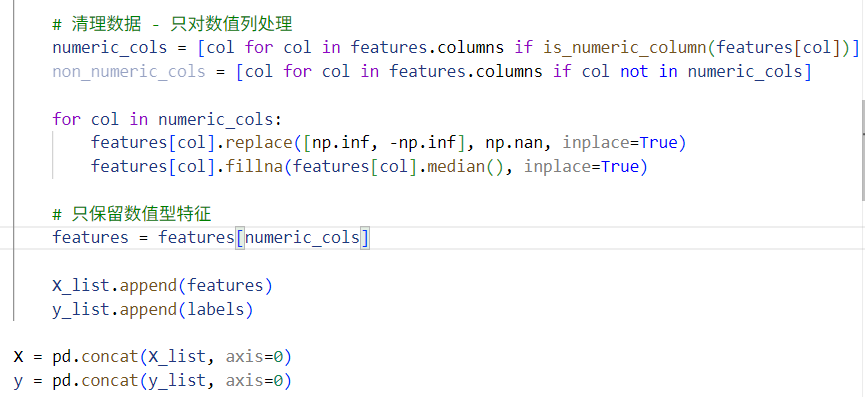 # 清理数据 - 只对数值列处理
numeric_cols = [col for col in features.columns if is_numeric_column(features[col])]
non_numeric_cols = [col for col in features.columns if col not in numeric_cols]
for col in numeric_cols:
features[col].replace([np.inf, -np.inf], np.nan, inplace=True)
features[col].fillna(features[col].median(), inplace=True)
# 只保留数值型特征
features = features[numeric_cols]
X_list.append(features)
y_list.append(labels)
X = pd.concat(X_list, axis=0)
y = pd.concat(y_list, axis=0)